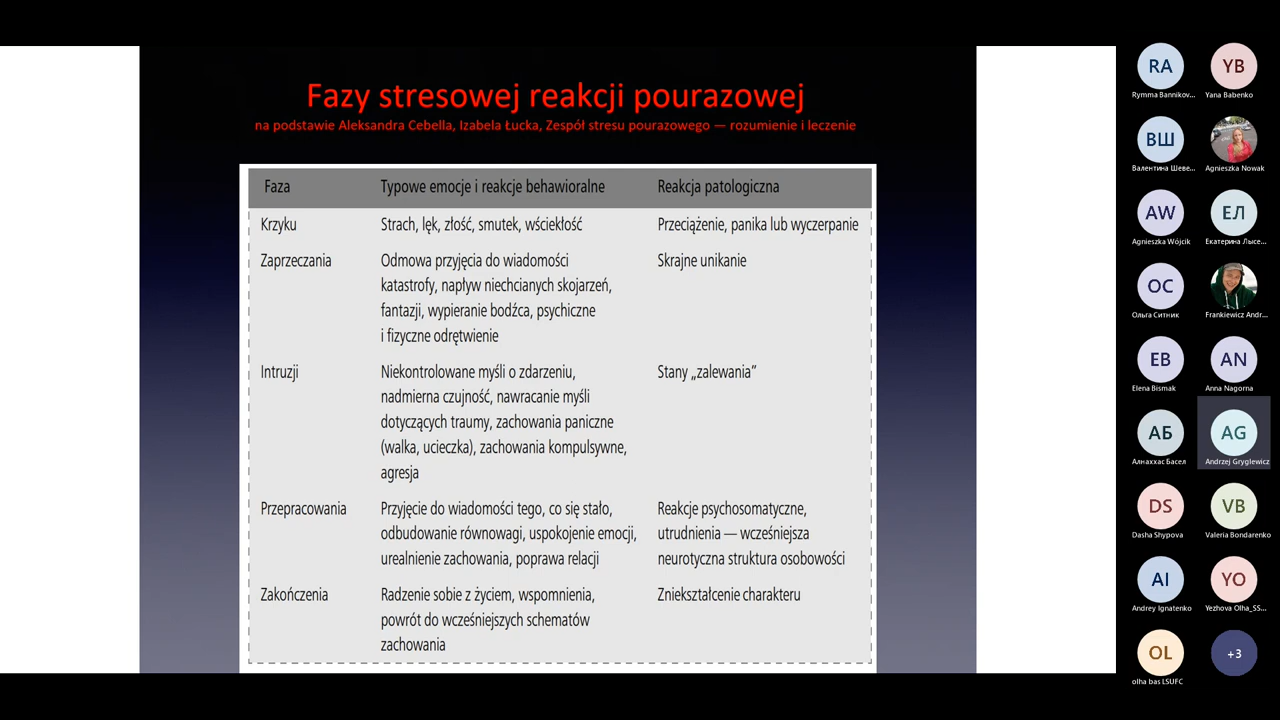 Fazy stresowej reakcji pourazowej
na podstawie Aleksandra Cebella, Izabela Łucka, Zespół stresu pourazowego — rozumienie i leczenie
Faza Typowe emocje i reakcje behawioralne Reakcja patologiczna
Krzyku Strach, lęk, złość, smutek, wściekłość Przeciążenie, panika lub wyczerpanie
Zaprzeczania Odmowa przyjęcia do wiadomości Skrajne unikanie
katastrofy, napływ niechcianych skojarzeń,
fantazji, wypieranie bodźca, psychiczne
i fizyczne odrętwienie
Intruzji Niekontrolowane myśli o zdarzeniu, Stany „zalewania”
nadmierna czujność, nawracanie myśli
dotyczących traumy, zachowania paniczne
(walka, ucieczka), zachowania kompulsywne,
agresja
Przepracowania Przyjęcie do wiadomości tego, co się stało, Reakcje psychosomatyczne,
odbudowanie równowagi, uspokojenie emocji, utrudnienia — wcześniejsza
urealnienie zachowania, poprawa relacji neurotyczna struktura osobowości
Zakończenia Radzenie sobie z życiem, wspomnienia, Zniekształcenie charakteru
powrót do wcześniejszych schematów
zachowania
RA YB
Rymma Bannikov... Yana Babenko
ВШ
Валентина Шеве... Agnieszka Nowak
AW ЕЛ
Agnieszka Wójcik Екатерина Лысе...
ОС
Ольга Ситник Frankiewicz Andr...
EB AN
Elena Bismak Anna Nagorna
АБ AG
Алнаххас Басел Andrzej Gryglewicz
DS VB
Dasha Shypova Valeria Bondarenko
AI YO
Andrey Ignatenko Yezhova Olha_SS...
OL +3
olha bas LSUFC